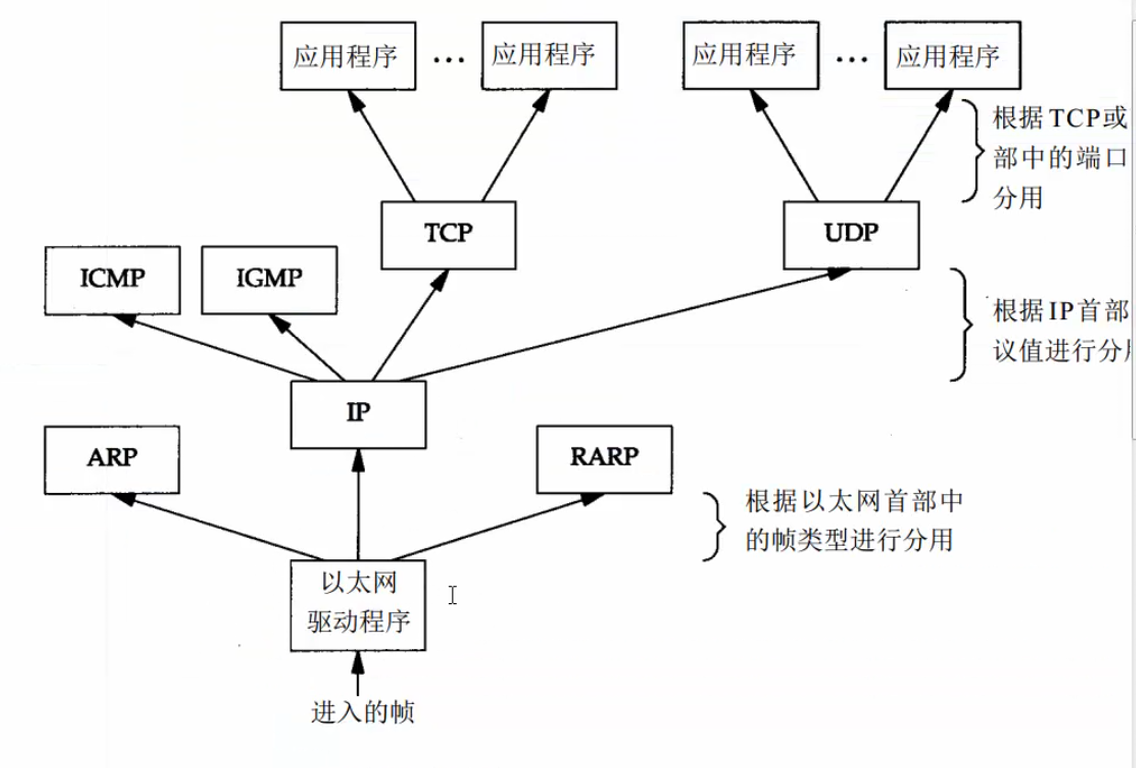 应用程序 … 应用程序 应用程序 … 应用程序
根据TCP或
部中的端口
分用
TCP UDP
ICMP IGMP
根据IP首部
议值进行分
IP
ARP RARP
根据以太网首部中
的帧类型进行分用
以太网
驱动程序
进入的帧